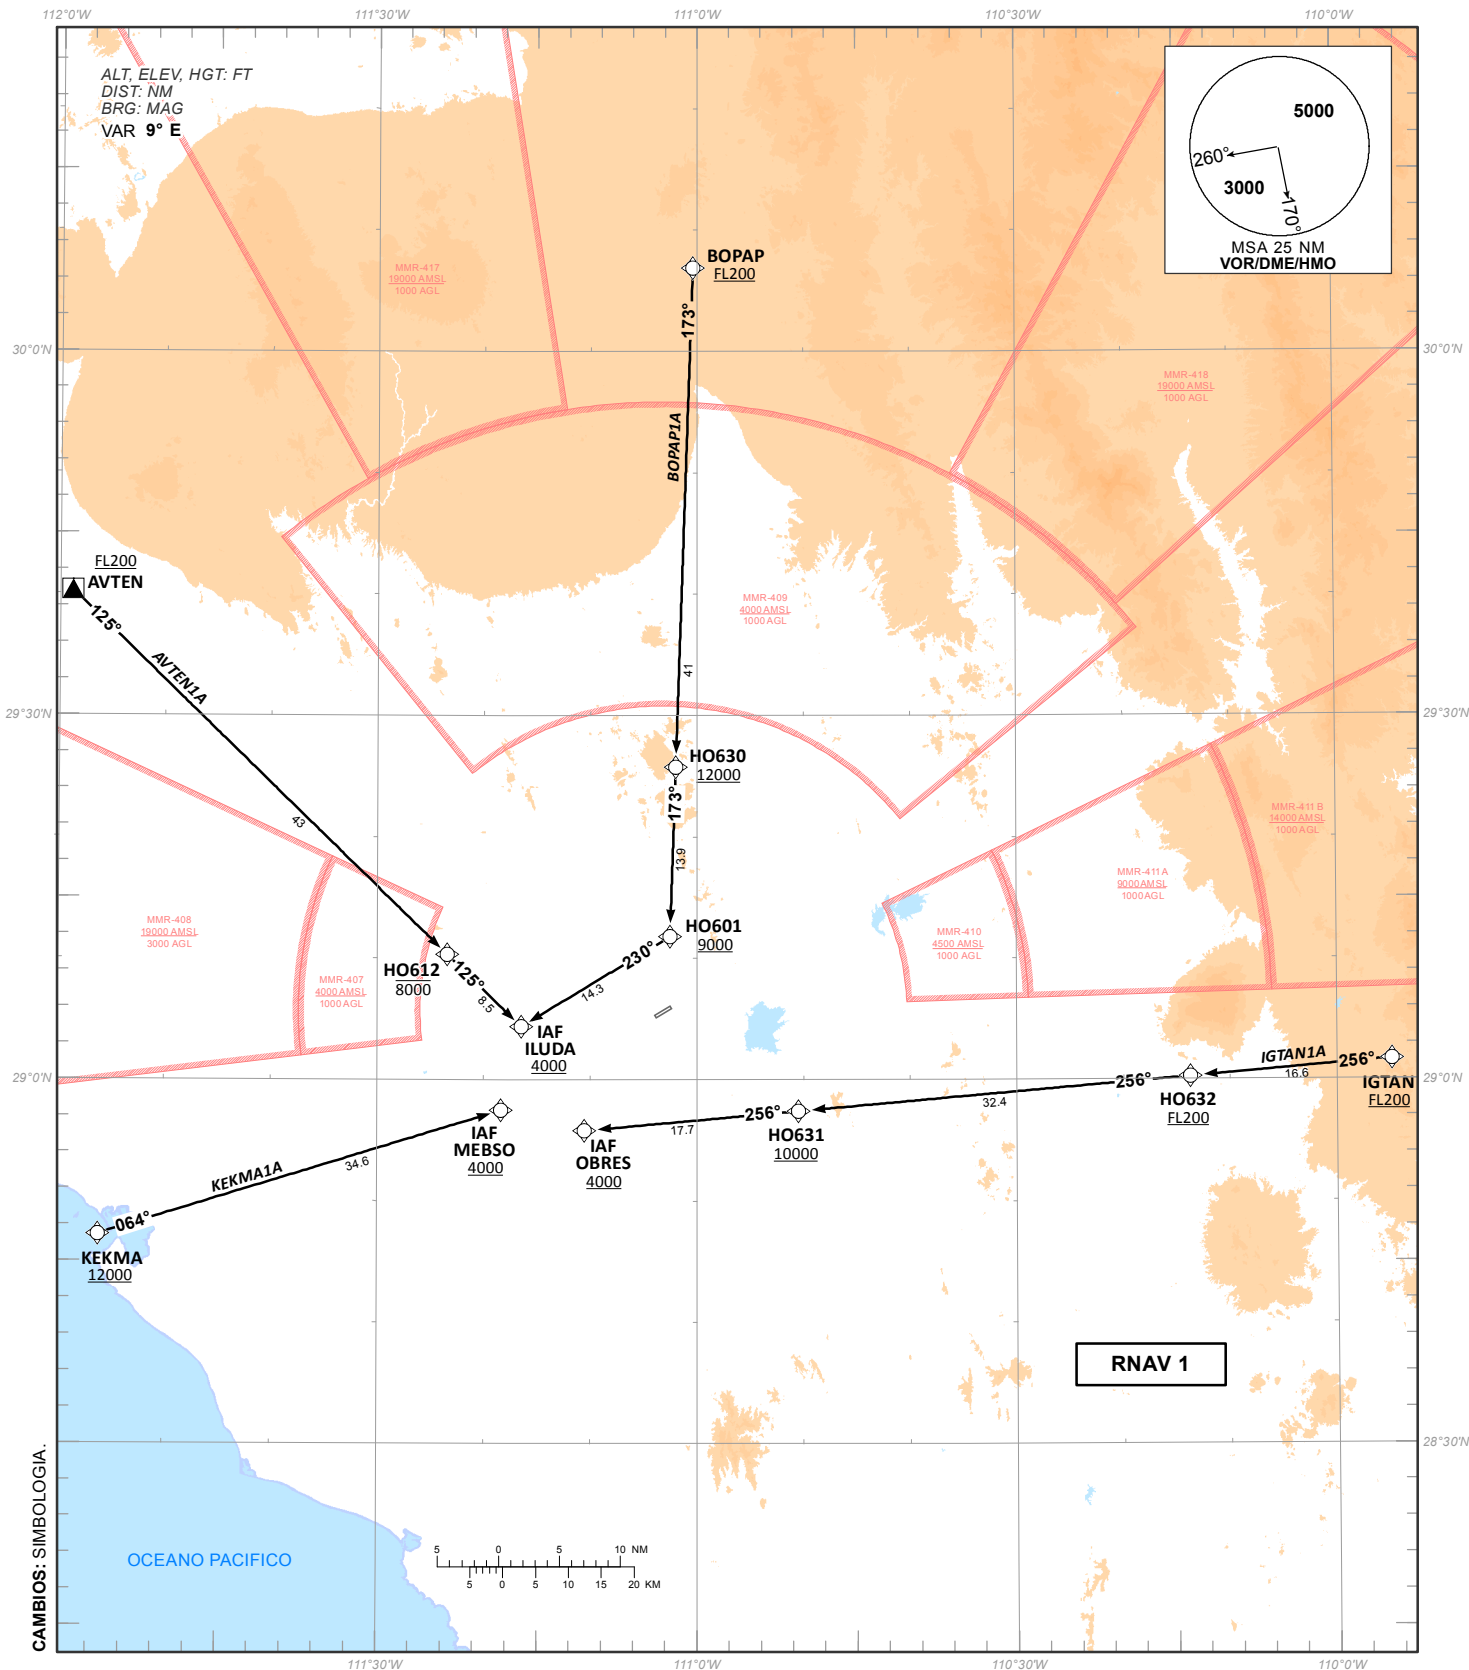 112°0'W
111°30'W
111°0'W
110°30'W
110°0'W
ALT, ELEV, HGT: FT
DIST: NM
BRG: MAG
VAR 9° E
5000
260°
3000
170°
MSA 25 NM
VOR/DME/HMO
MMR-417
19000 AMSL
1000 AGL
BOPAP
FL200
173°
30°0'N
30°0'N
MMR-418
19000 AMSL
1000 AGL
BOPAP1A
FL200
AVTEN
125°
AVTEN1A
MMR-409
4000 AMSL
1000 AGL
41
29°30'N
29°30'N
HO630
12000
173°
43
13.9
MMR-411 B
14000 AMSL
1000 AGL
MMR-411 A
9000 AMSL
1000 AGL
MMR-408
19000 AMSL
3000 AGL
MMR-407
4000 AMSL
1000 AGL
HO601
9000
230°
14.3
MMR-410
4500 AMSL
1000 AGL
HO612
8000
125°
8.5
IAF
ILUDA
4000
29°0'N
29°0'N
IGTAN1A
256°
16.6
IGTAN
FL200
HO632
FL200
256°
32.4
HO631
10000
256°
17.7
IAF
OBRES
4000
IAF
MEBSO
4000
KEKMA1A
34.6
064°
KEKMA
12000
RNAV 1
28°30'N
28°30'N
CAMBIOS: SIMBOLOGIA.
OCEANO PACIFICO
5 0 5 10 NM
5 0 5 10 15 20 KM
111°30'W
111°0'W
110°30'W
110°0'W